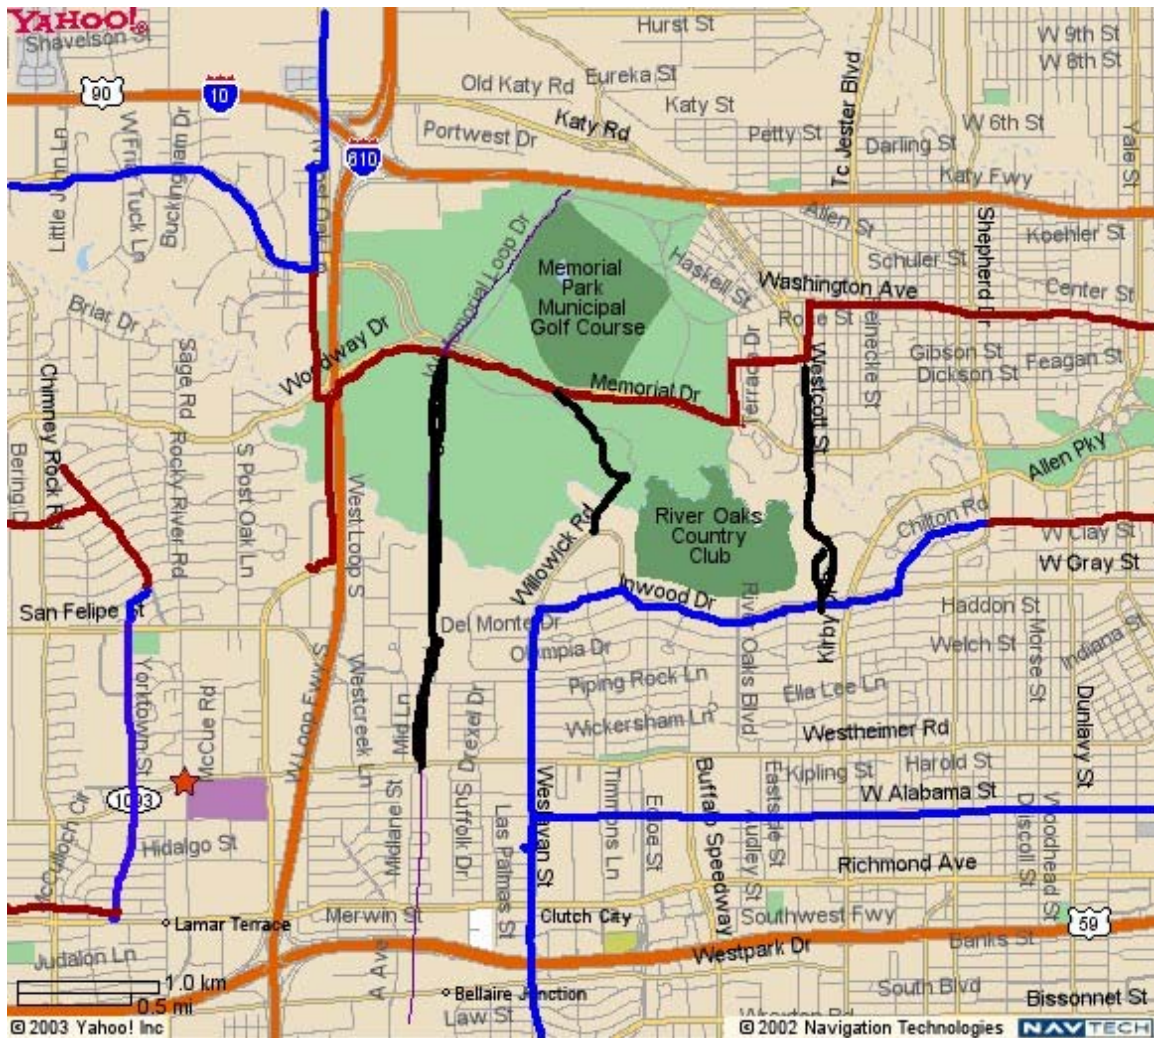 YAHOO!®
Shavelson St
Hurst St
W 9th St
W 8th St
90
10
Old Katy Rd
Eureka St
Tc Jester Blvd
Katy St
W 6th St
Yale St
Buckingham Dr
Portwest Dr
Katy Rd
Petty St
Darling St
Little John Ln
W Friar Tuck Ln
610
Katy Fwy
Allen St
Shepherd Dr
Koehler St
Memorial Loop Dr
Haskell St
Schuler St
Memorial
Park
Municipal
Golf Course
Washington Ave
Center St
Briar Dr
Rose St
Woodway Dr
Sage Rd
Westcott St
Gibson St
Feagan St
Dickson St
Chimney Rock Rd
Memorial Dr
Bering Dr
Rocky River Rd
S Post Oak Ln
West Loop S
Allen Pky
Chilton Rd
River Oaks
Country
Club
W Clay St
W Gray St
Willowick Rd
Inwood Dr
San Felipe St
Del Monte Dr
River Oaks Blvd
Kirby
Haddon St
Welch St
Morse St
Indiana St
Olympia Dr
Yorktown St
McCue Rd
W Loop Fwy S
Westcreek Ln
Mid Ln
Drexel Dr
Piping Rock Ln
Ella Lee Ln
Wickersham Ln
Westheimer Rd
Dunlavy St
1093
Harold St
Kipling St
W Alabama St
Mcculloch Cir
Hidalgo St
Midlane St
Suffolk Dr
Las Palmas St
Weslayan St
Timmons Ln
Edloe St
Buffalo Speedway
Audley St
Eastside St
Driscoll St
Woodhead St
Richmond Ave
Lamar Terrace
Merwin St
Clutch City
Southwest Fwy
59
Judalon Ln
A Ave
Westpark Dr
Banks St
1.0 km
0.5 mi
Bellaire Junction
South Blvd
Bissonnet St
Law St
Wroxton Rd
© 2003 Yahoo! Inc
© 2002 Navigation Technologies
NAVTECH